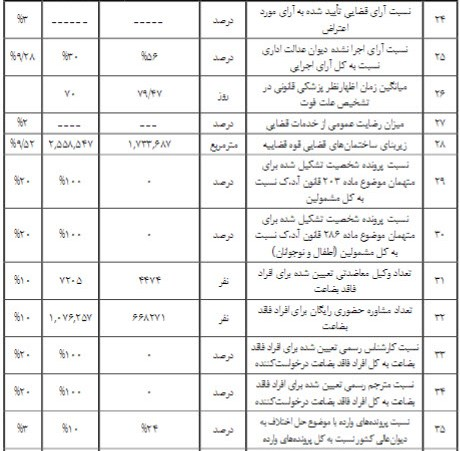 ۲۴ نسبت آرای قضایی تأیید شده به آرای مورد اعتراض درصد ----- ------ %۳
۲۵ نسبت آرای اجرا نشده دیوان عدالت اداری نسبت به کل آرای اجرایی درصد %۵۶ %۳۰ %۹/۲۸
۲۶ میانگین زمان اظهارنظر پزشکی قانونی در تشخیص علت فوت روز ۷۹/۴۷ ۷۰
۲۷ میزان رضایت عمومی از خدمات قضایی درصد --- ---- %۲
۲۸ زیربنای ساختمان‌های قضایی قوه قضاییه مترمربع ۱,۷۳۳,۶۸۷ ۲,۵۵۸,۵۴۷ %۹/۵۲
۲۹ نسبت پرونده شخصیت تشکیل شده برای متهمان موضوع ماده ۲۰۳ قانون آ.د.ک نسبت به کل مشمولین درصد ۰ %۱۰۰ %۲۰
۳۰ نسبت پرونده شخصیت تشکیل شده برای متهمان موضوع ماده ۲۸۶ قانون آ.د.ک نسبت به کل مشمولین (اطفال و نوجوانان) درصد ۰ %۱۰۰ %۲۰
۳۱ تعداد وکیل معاضدتی تعیین شده برای افراد فاقد بضاعت نفر ۴۴۷۴ ۷۲۰۵ %۱۰
۳۲ تعداد مشاوره حضوری رایگان برای افراد فاقد بضاعت نفر ۶۶۸۲۷۱ ۱,۰۷۶,۲۵۷ %۱۰
۳۳ نسبت کارشناس رسمی تعیین شده برای افراد فاقد بضاعت به کل افراد فاقد بضاعت درخواست‌کننده درصد ۰ %۱۰۰ %۲۰
۳۴ نسبت مترجم رسمی تعیین شده برای افراد فاقد بضاعت به کل افراد فاقد بضاعت درخواست‌کننده درصد ۰ %۱۰۰ %۲۰
۳۵ نسبت پرونده‌های وارده با موضوع حل اختلاف به دیوان‌عالی کشور نسبت به کل پرونده‌های وارده درصد %۲۴ %۱۰ %۳